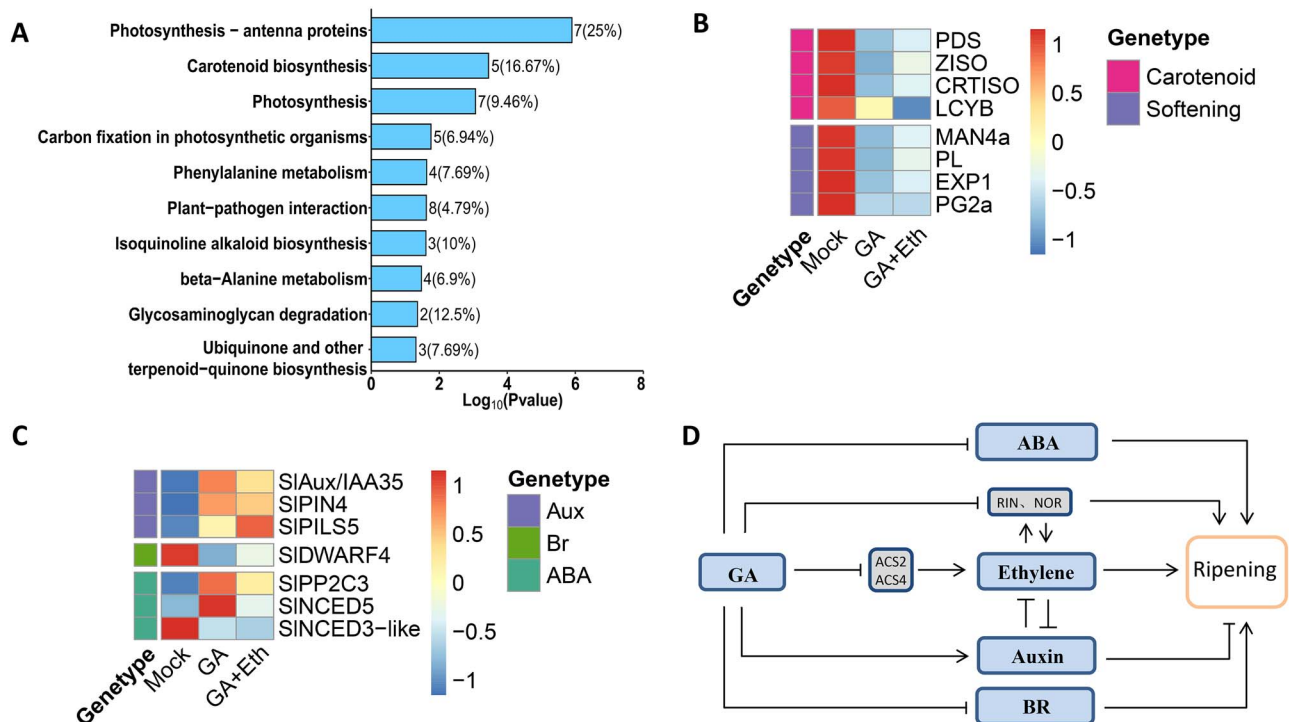 A
Photosynthesis − antenna proteins
7(25%)
Carotenoid biosynthesis
5(16.67%)
Photosynthesis
7(9.46%)
Carbon fixation in photosynthetic organisms
5(6.94%)
Phenylalanine metabolism
4(7.69%)
Plant−pathogen interaction
8(4.79%)
Isoquinoline alkaloid biosynthesis
3(10%)
beta−Alanine metabolism
4(6.9%)
Glycosaminoglycan degradation
2(12.5%)
Ubiquinone and other
terpenoid−quinone biosynthesis
3(7.69%)
0 2 4 6 8
Log10(Pvalue)
B
PDS
ZISO
CRTISO
LCYB
MAN4a
PL
EXP1
PG2a
Genetype
Mock
GA
GA+Eth
1
0.5
0
−0.5
−1
Genetype
Carotenoid
Softening
C
SlAux/IAA35
SlPIN4
SlPILS5
SlDWARF4
SlPP2C3
SlNCED5
SlNCED3−like
Genetype
Mock
GA
GA+Eth
1
0.5
0
−0.5
−1
Genetype
Aux
Br
ABA
D
ABA
RIN、NOR
GA
ACS2
ACS4
Ethylene
Ripening
Auxin
BR